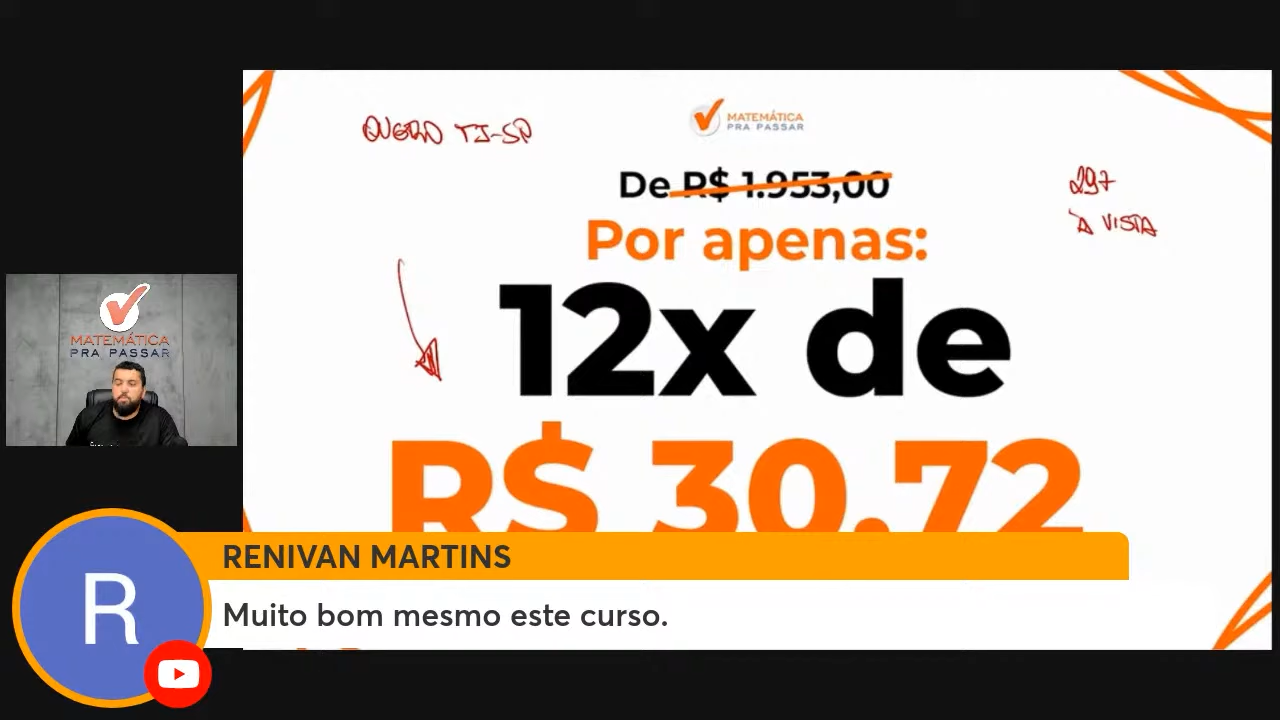 QUERO TJ-SP
MATEMÁTICA
PRA PASSAR
De R$ 1.953,00
297
À VISTA
Por apenas:
12x de
R$ 30,72
MATEMÁTICA
PRA PASSAR
R
RENIVAN MARTINS
Muito bom mesmo este curso.